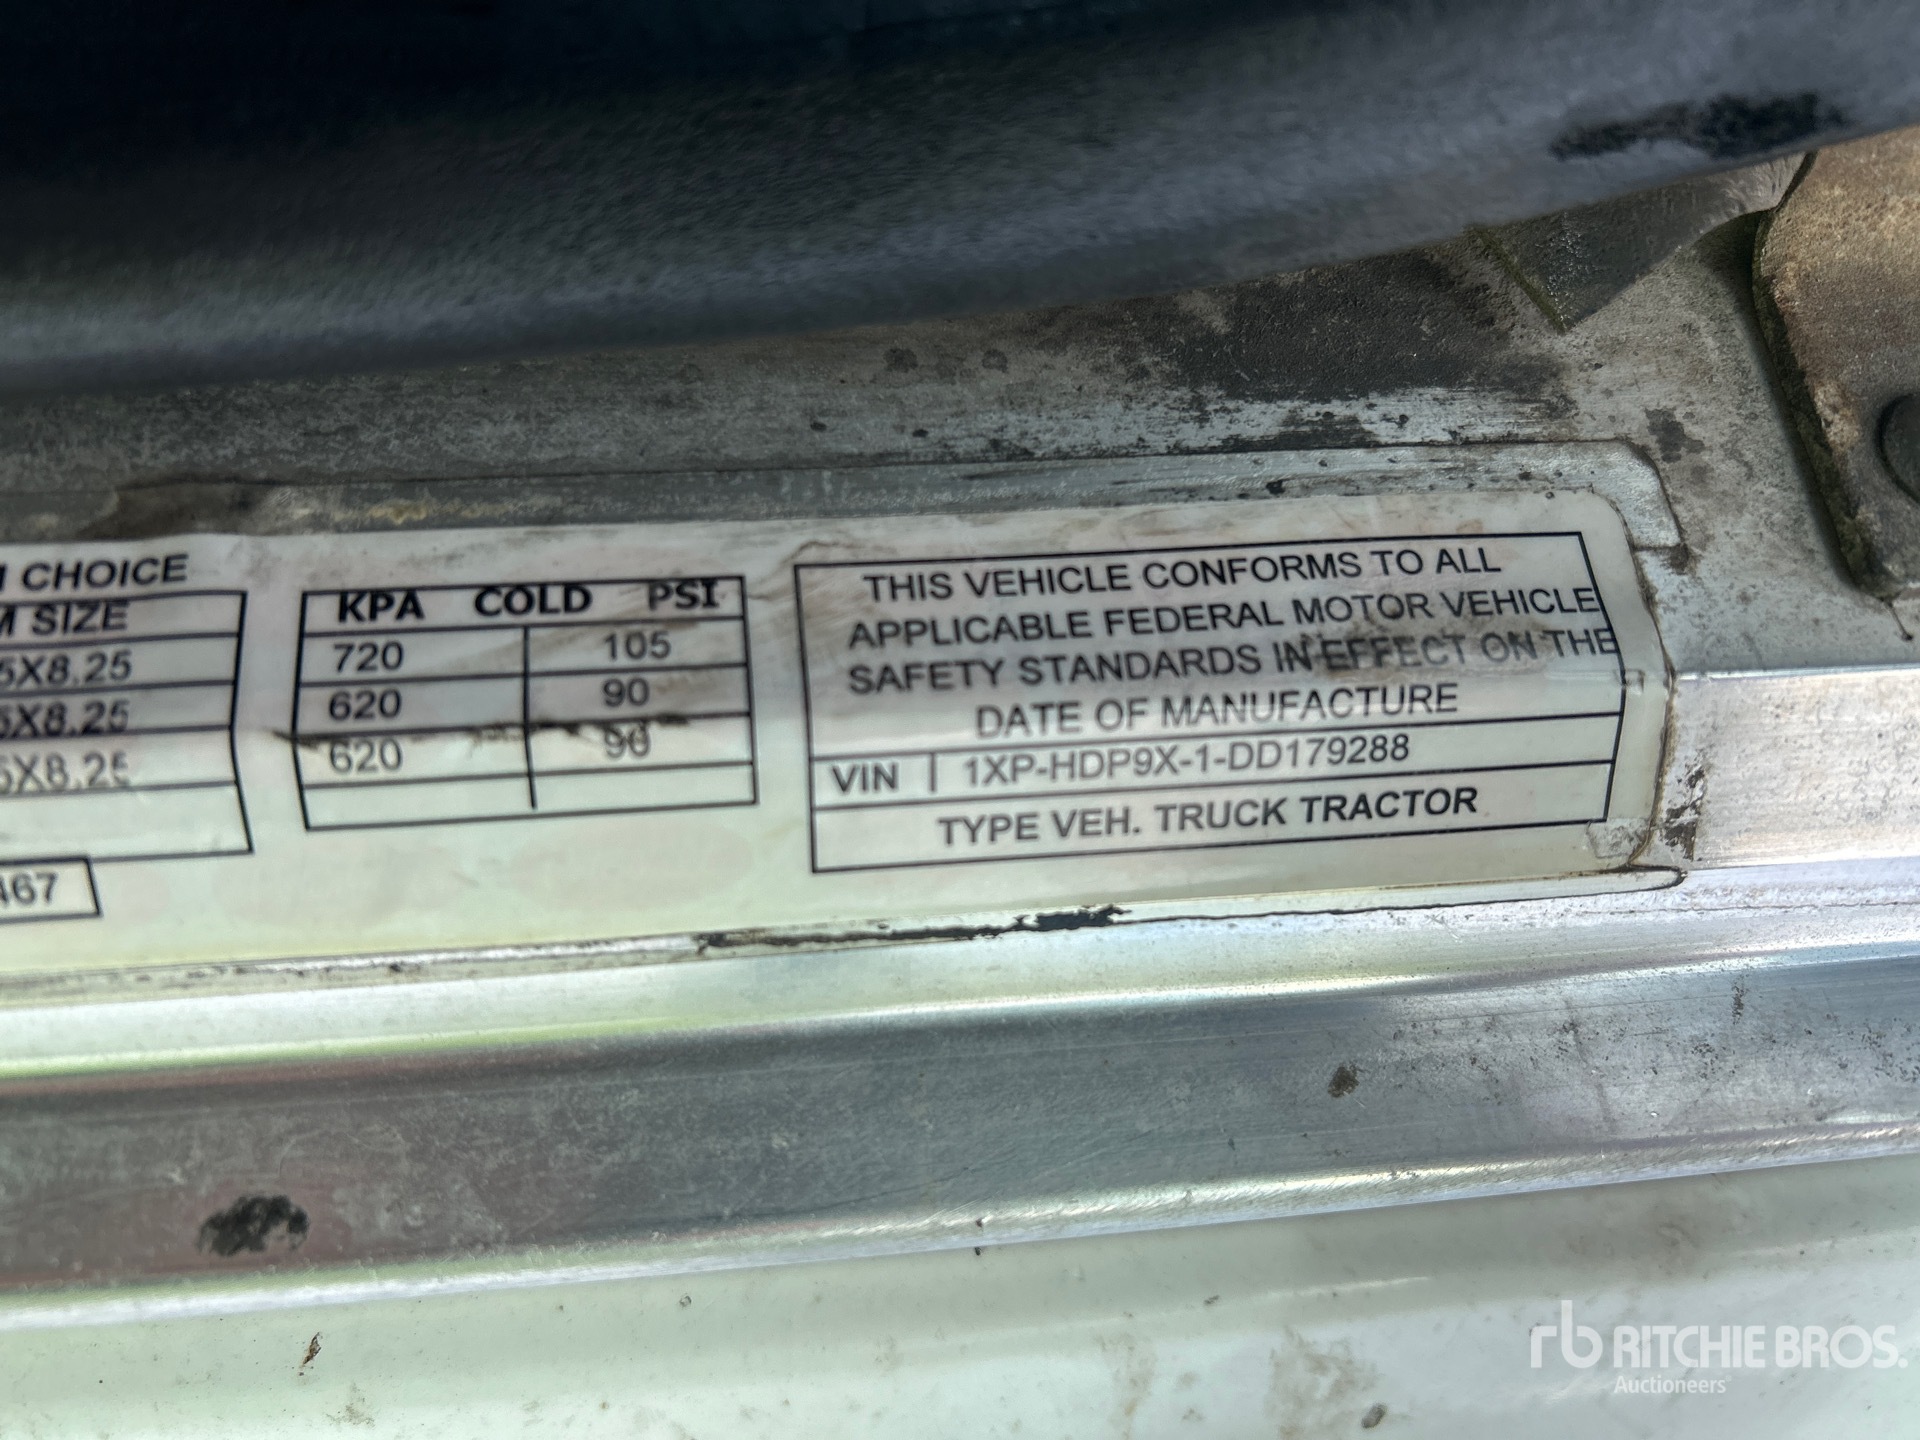 CHOICE
M SIZE
5X8.25
5X8.25
5X8.25
467
KPA COLD PSI
720 105
620 90
620 90
THIS VEHICLE CONFORMS TO ALL
APPLICABLE FEDERAL MOTOR VEHICLE
SAFETY STANDARDS IN EFFECT ON THE
DATE OF MANUFACTURE
VIN 1XP-HDP9X-1-DD179288
TYPE VEH. TRUCK TRACTOR
rb RITCHIE BROS.
Auctioneers